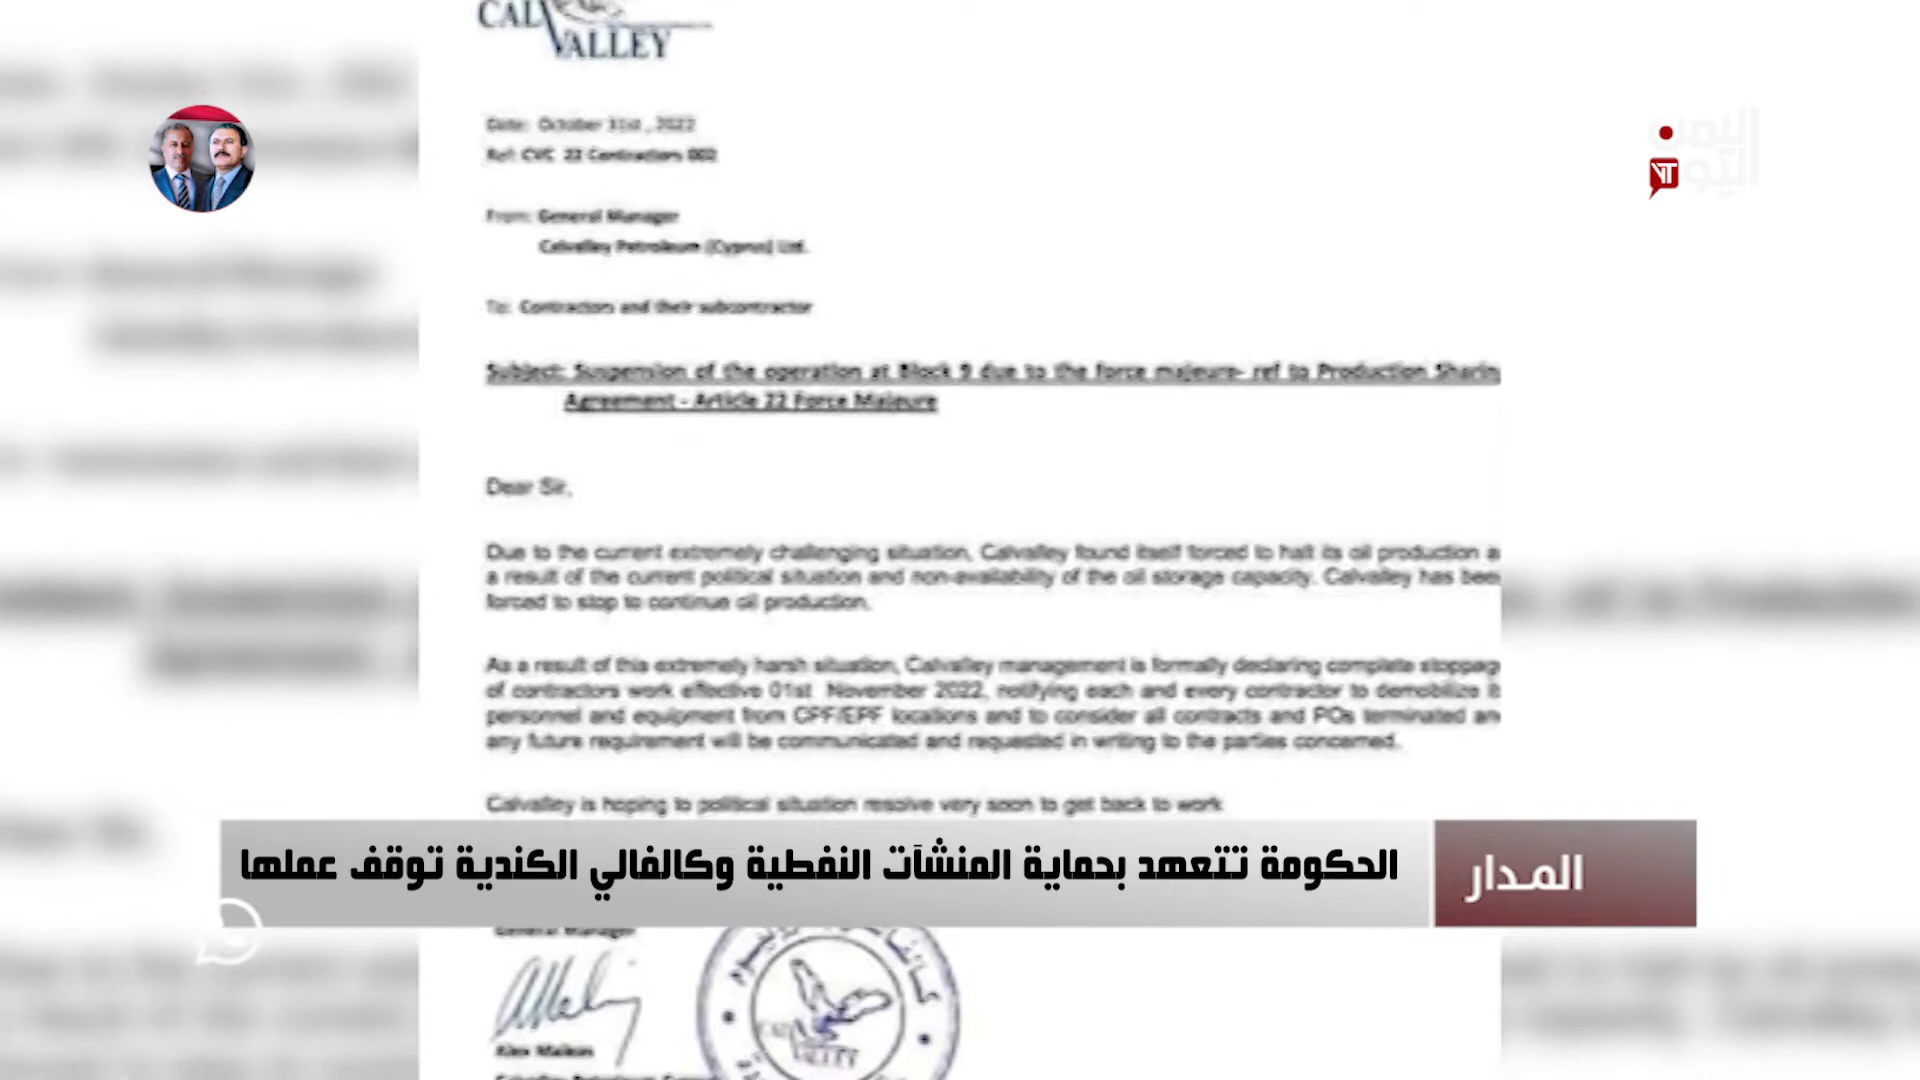 CALVALLEY
Date: October 31st, 2022
Ref: CVC 22 Contractors 002
From: General Manager
Calvalley Petroleum (Cyprus) Ltd.
To: Contractors and their subcontractor
Subject: Suspension of the operation at Block 9 due to the force majeure- ref to Production Sharin
Agreement - Article 22 Force Majeure
Dear Sir,
Due to the current extremely challenging situation, Calvalley found itself forced to halt its oil production a
a result of the current political situation and non-availability of the oil storage capacity. Calvalley has been
forced to stop to continue oil production.
As a result of this extremely harsh situation, Calvalley management is formally declaring complete stoppag
of contractors work effective 01st November 2022, notifying each and every contractor to demobilize it
personnel and equipment from CPF/EPF locations and to consider all contracts and POs terminated an
any future requirement will be communicated and requested in writing to the parties concerned.
Calvalley is hoping to political situation resolve very soon to get back to work
المدار
الحكومة تتعهد بحماية المنشآت النفطية وكالفالي الكندية توقف عملها
General Manager
CALVALLEY
اليمن
اليوم
YT